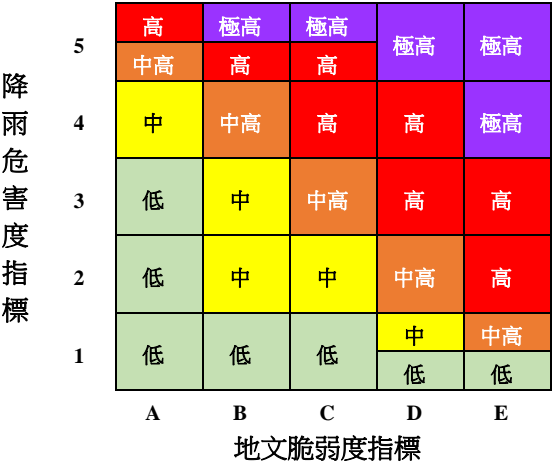 降雨危害度指標
5 高 極高 極高 極高 極高
中高 高 高
4 中 中高 高 高 極高
3 低 中 中高 高 高
2 低 中 中 中高 高
1 低 低 低 中 中高
低 低
A B C D E
地文脆弱度指標